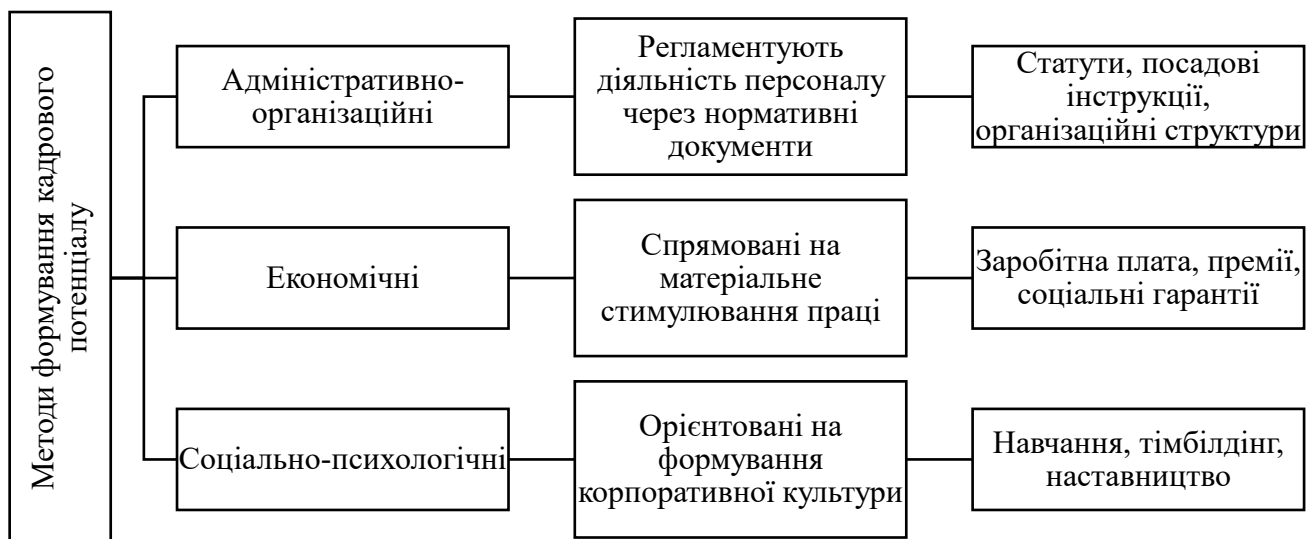 Методи формування кадрового
потенціалу
Адміністративно-
організаційні
Регламентують
діяльність персоналу
через нормативні
документи
Статути, посадові
інструкції,
організаційні структури
Економічні
Спрямовані на
матеріальне
стимулювання праці
Заробітна плата, премії,
соціальні гарантії
Соціально-психологічні
Орієнтовані на
формування
корпоративної культури
Навчання, тімбілдінг,
наставництво